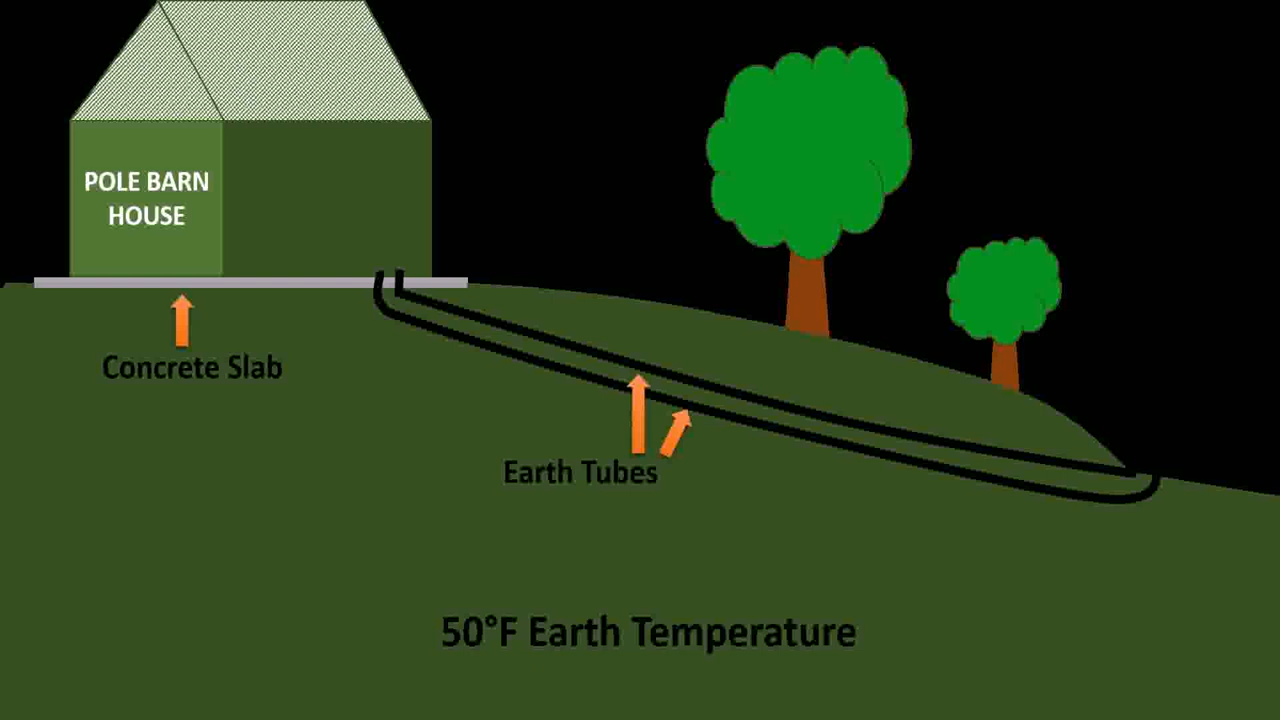 POLE BARN
HOUSE
Concrete Slab
Earth Tubes
50°F Earth Temperature